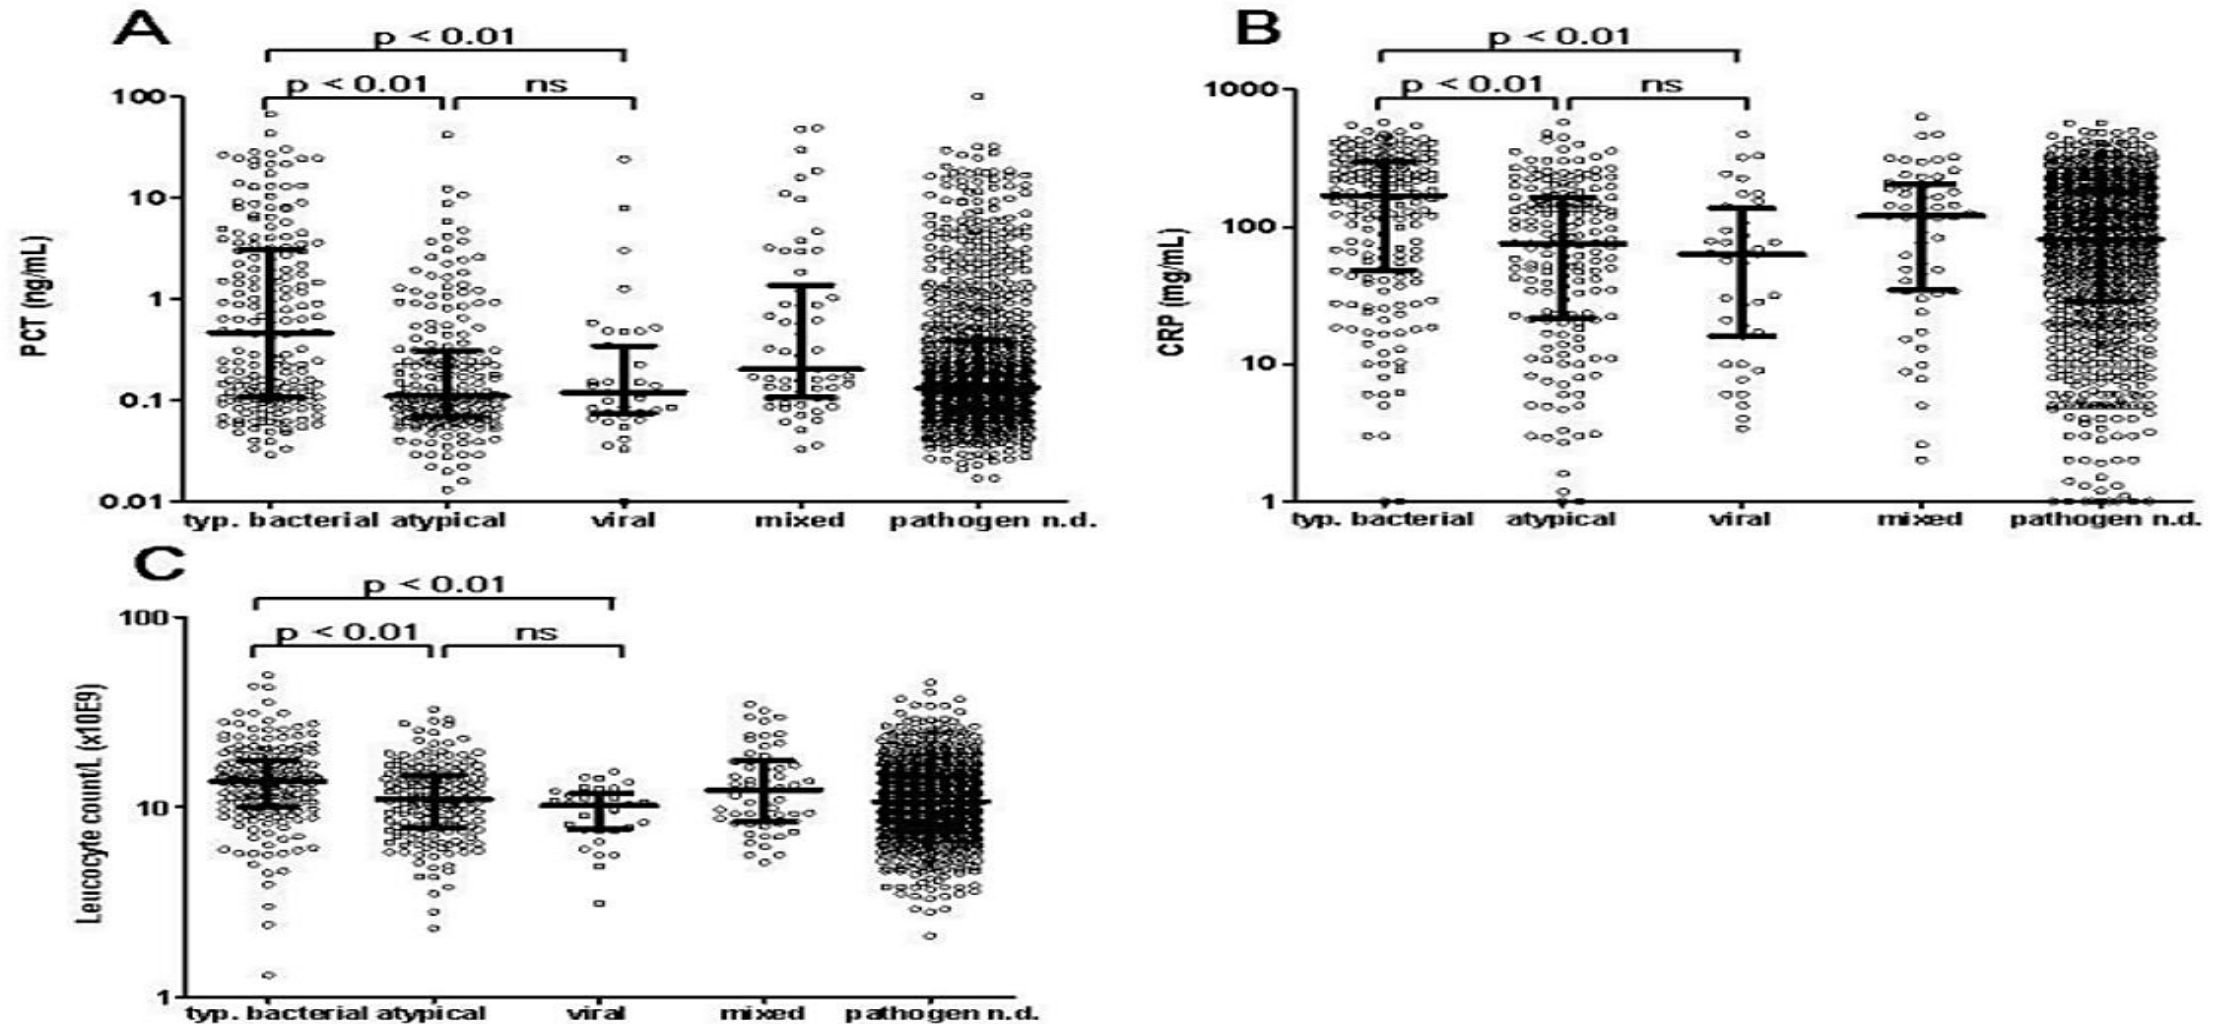 A
p < 0.01
p < 0.01 ns
100
10
1
0.1
0.01
PCT (ng/mL)
typ. bacterial atypical viral mixed pathogen n.d.
B
p < 0.01
p < 0.01 ns
1000
100
10
1
CRP (mg/mL)
typ. bacterial atypical viral mixed pathogen n.d.
C
p < 0.01
p < 0.01 ns
100
10
1
Leucocyte count/L (x10E9)
typ. bacterial atypical viral mixed pathogen n.d.